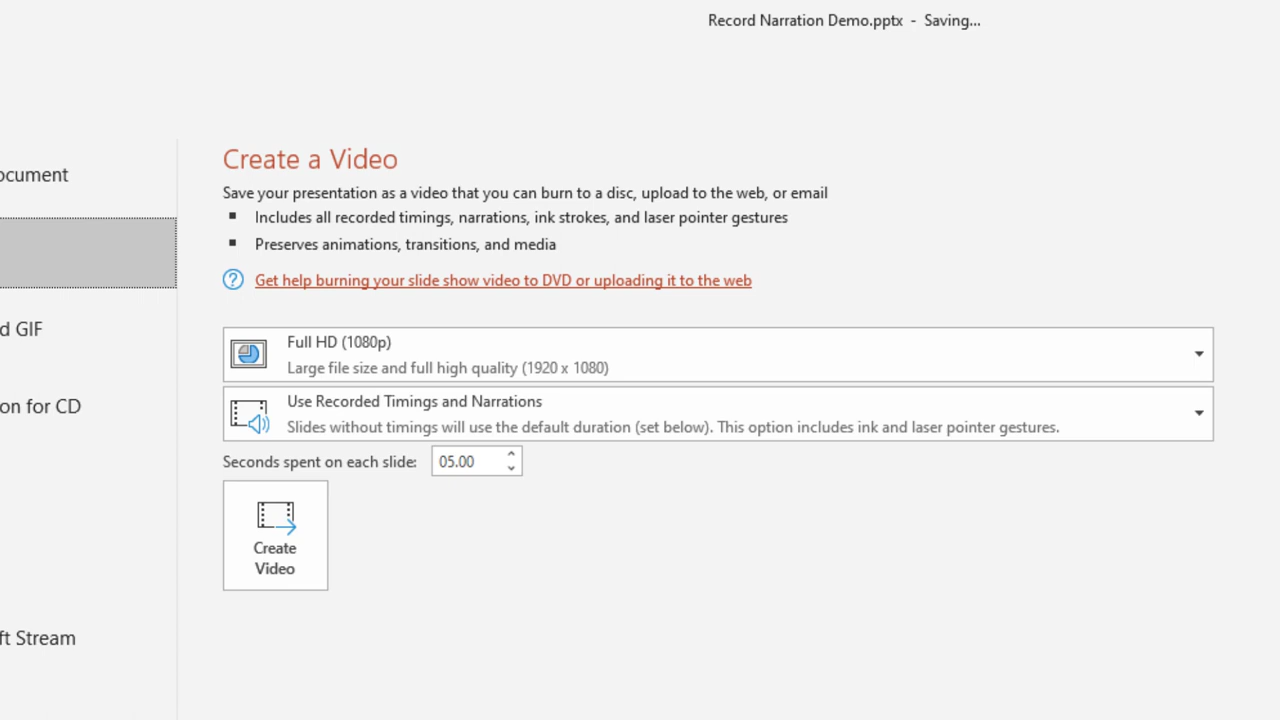 Record Narration Demo.pptx - Saving...
Create a Video
ocument
Save your presentation as a video that you can burn to a disc, upload to the web, or email
Includes all recorded timings, narrations, ink strokes, and laser pointer gestures
Preserves animations, transitions, and media
Get help burning your slide show video to DVD or uploading it to the web
d GIF
Full HD (1080p)
Large file size and full high quality (1920 x 1080)
on for CD
Use Recorded Timings and Narrations
Slides without timings will use the default duration (set below). This option includes ink and laser pointer gestures.
Seconds spent on each slide: 05.00
Create
Video
ft Stream